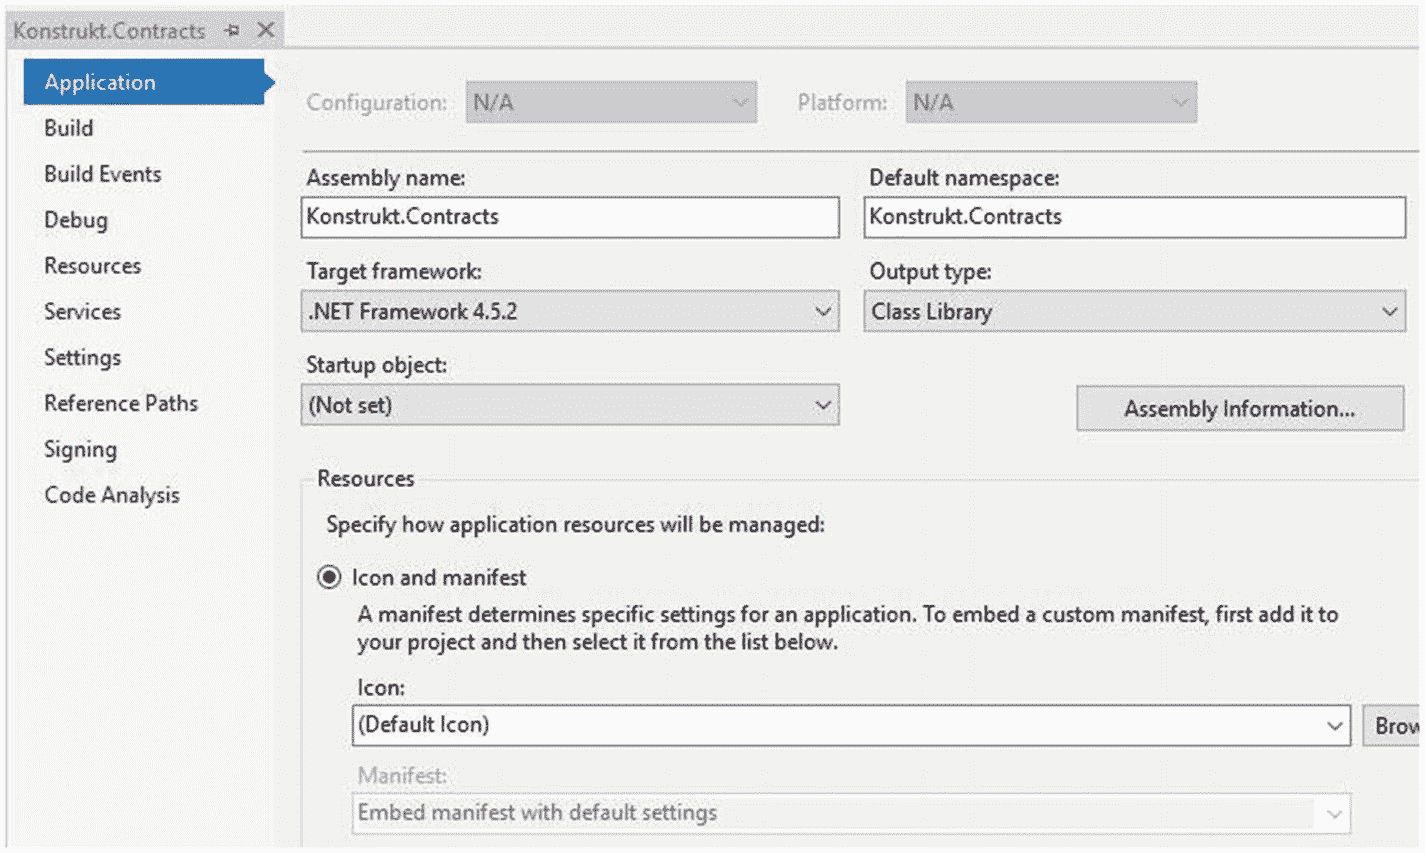 Konstrukt.Contracts
Application
Build
Build Events
Debug
Resources
Services
Settings
Reference Paths
Signing
Code Analysis
Configuration: N/A Platform: N/A
Assembly name: Default namespace:
Konstrukt.Contracts Konstrukt.Contracts
Target framework: Output type:
.NET Framework 4.5.2 Class Library
Startup object:
(Not set) Assembly Information...
Resources
Specify how application resources will be managed:
Icon and manifest
A manifest determines specific settings for an application. To embed a custom manifest, first add it to
your project and then select it from the list below.
Icon:
(Default Icon) Brow
Manifest:
Embed manifest with default settings